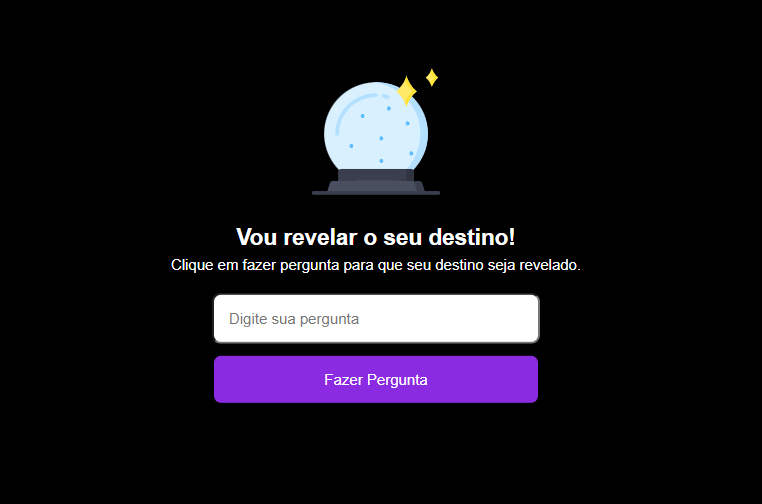 Vou revelar o seu destino!
Clique em fazer pergunta para que seu destino seja revelado.
Digite sua pergunta
Fazer Pergunta